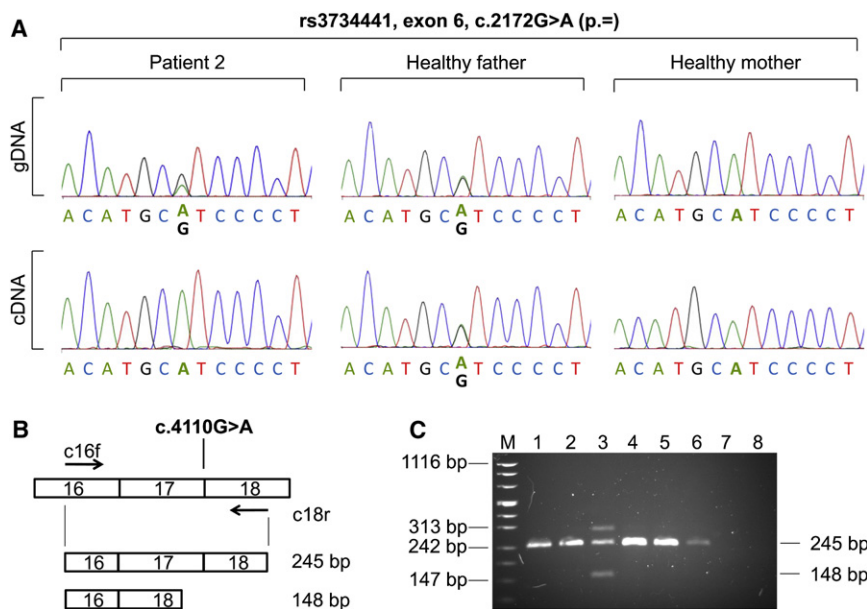 A
rs3734441, exon 6, c.2172G>A (p.=)
Patient 2 Healthy father Healthy mother
gDNA
A C A T G C A T C C C C T A C A T G C A T C C C C T A C A T G C A T C C C C T
G G
cDNA
A C A T G C A T C C C C T A C A T G C A T C C C C T A C A T G C A T C C C C T
G
B
c.4110G>A
c16f
16 17 18
c18r
16 17 18 245 bp
16 18 148 bp
C
M 1 2 3 4 5 6 7 8
1116 bp
313 bp
242 bp 245 bp
147 bp 148 bp